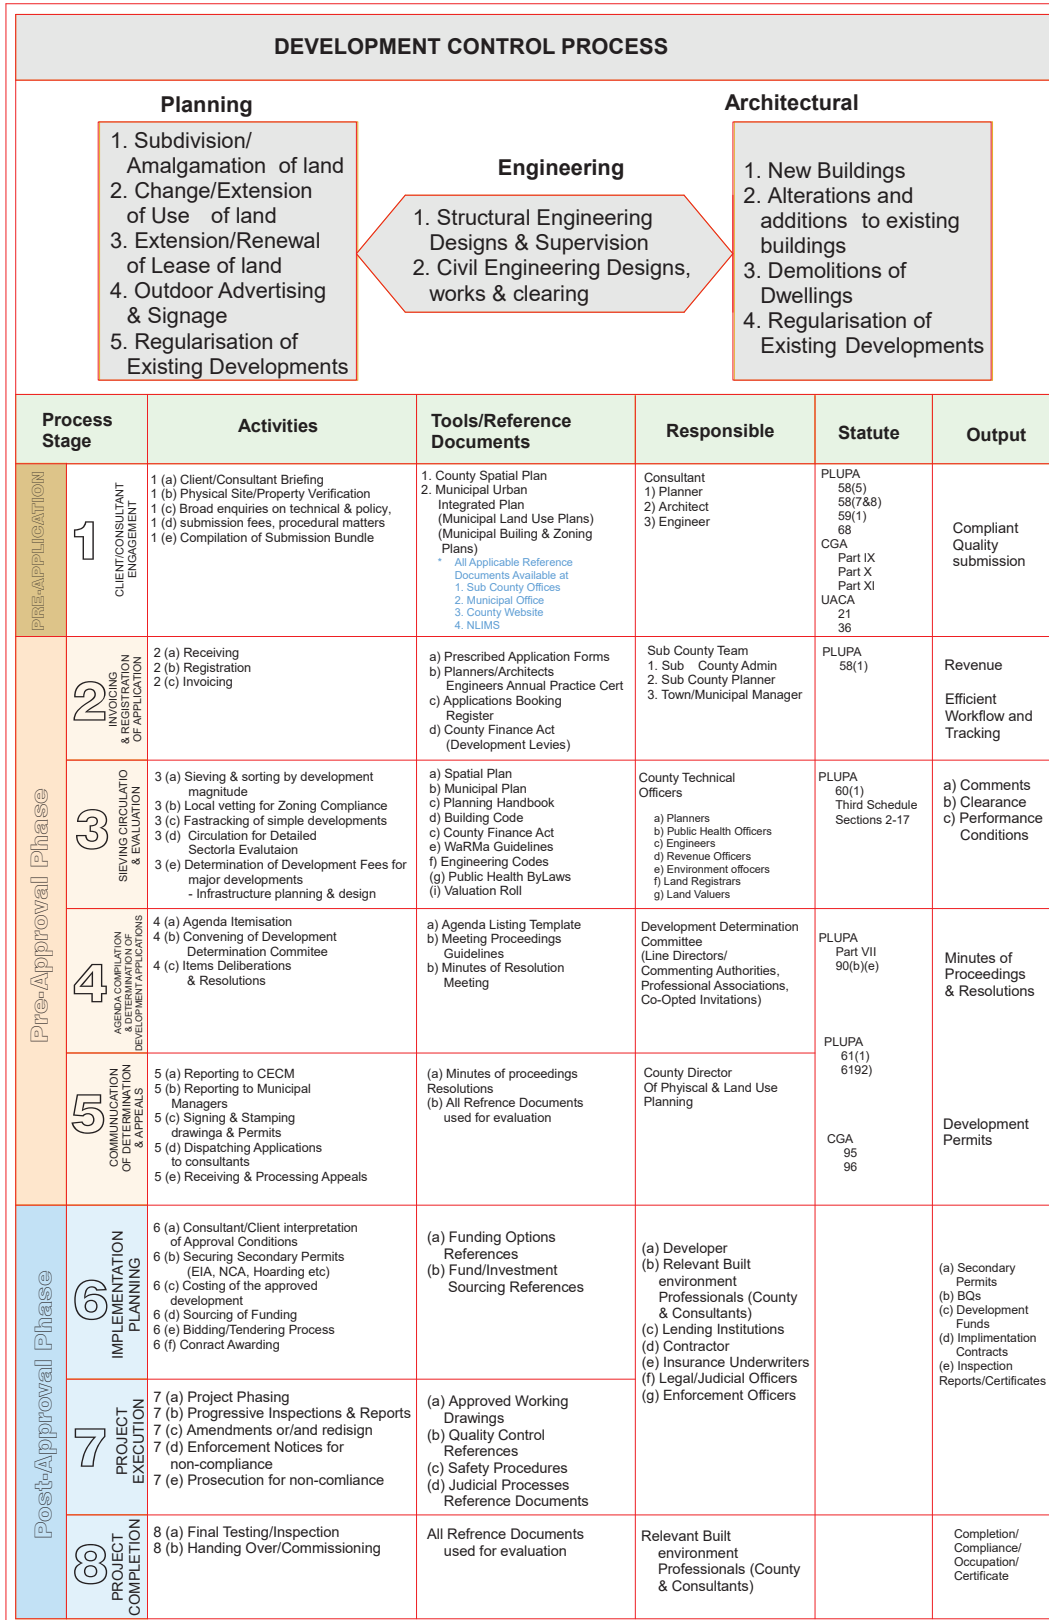 DEVELOPMENT CONTROL PROCESS
Planning
1. Subdivision/
Amalgamation of land
2. Change/Extension
of Use of land
3. Extension/Renewal
of Lease of land
4. Outdoor Advertising
& Signage
5. Regularisation of
Existing Developments
Engineering
1. Structural Engineering
Designs & Supervision
2. Civil Engineering Designs,
works & clearing
Architectural
1. New Buildings
2. Alterations and
additions to existing
buildings
3. Demolitions of
Dwellings
4. Regularisation of
Existing Developments
Process
Stage
Activities
Tools/Reference
Documents
Responsible
Statute
Output
PRE-APPLICATION
1
CLIENT/CONSULTANT
ENGAGEMENT
1 (a) Client/Consultant Briefing
1 (b) Physical Site/Property Verification
1 (c) Broad enquiries on technical & policy,
1 (d) submission fees, procedural matters
1 (e) Compilation of Submission Bundle
1. County Spatial Plan
2. Municipal Urban
Integrated Plan
(Municipal Land Use Plans)
(Municipal Builing & Zoning
Plans)
* All Applicable Reference
Documents Available at
1. Sub County Offices
2. Municipal Office
3. County Website
4. NLIMS
Consultant
1) Planner
2) Architect
3) Engineer
PLUPA
58(5)
58(7&8)
59(1)
68
CGA
Part IX
Part X
Part XI
UACA
21
36
Compliant
Quality
submission
Pre-Approval Phase
2
INVOICING
& REGISTRATION
OF APPLICATION
2 (a) Receiving
2 (b) Registration
2 (c) Invoicing
a) Prescribed Application Forms
b) Planners/Architects
Engineers Annual Practice Cert
c) Applications Booking
Register
d) County Finance Act
(Development Levies)
Sub County Team
1. Sub County Admin
2. Sub County Planner
3. Town/Municipal Manager
PLUPA
58(1)
Revenue
Efficient
Workflow and
Tracking
3
SIEVING CIRCULATIO
& EVALUATION
3 (a) Sieving & sorting by development
magnitude
3 (b) Local vetting for Zoning Compliance
3 (c) Fastracking of simple developments
3 (d) Circulation for Detailed
Sectorla Evalutaion
3 (e) Determination of Development Fees for
major developments
- Infrastructure planning & design
a) Spatial Plan
b) Municipal Plan
c) Planning Handbook
d) Building Code
c) County Finance Act
e) WaRMa Guidelines
f) Engineering Codes
(g) Public Health ByLaws
(i) Valuation Roll
County Technical
Officers
a) Planners
b) Public Health Officers
c) Engineers
d) Revenue Officers
e) Environment offocers
f) Land Registrars
g) Land Valuers
PLUPA
60(1)
Third Schedule
Sections 2-17
a) Comments
b) Clearance
c) Performance
Conditions
4
AGENDA COMPILATION
& DETERMINATION OF
DEVELOPMENT APPLICATIONS
4 (a) Agenda Itemisation
4 (b) Convening of Development
Determination Commitee
4 (c) Items Deliberations
& Resolutions
a) Agenda Listing Template
b) Meeting Proceedings
Guidelines
b) Minutes of Resolution
Meeting
Development Determination
Committee
(Line Directors/
Commenting Authorities,
Professional Associations,
Co-Opted Invitations)
PLUPA
Part VII
90(b)(e)
Minutes of
Proceedings
& Resolutions
5
COMMUNUCATION
OF DETERMINATION
& APPEALS
5 (a) Reporting to CECM
5 (b) Reporting to Municipal
Managers
5 (c) Signing & Stamping
drawinga & Permits
5 (d) Dispatching Applications
to consultants
5 (e) Receiving & Processing Appeals
(a) Minutes of proceedings
Resolutions
(b) All Refrence Documents
used for evaluation
County Director
Of Phyiscal & Land Use
Planning
PLUPA
61(1)
6192)
CGA
95
96
Development
Permits
Post-Approval Phase
6
IMPLEMENTATION
PLANNING
6 (a) Consultant/Client interpretation
of Approval Conditions
6 (b) Securing Secondary Permits
(EIA, NCA, Hoarding etc)
6 (c) Costing of the approved
development
6 (d) Sourcing of Funding
6 (e) Bidding/Tendering Process
6 (f) Conract Awarding
(a) Funding Options
References
(b) Fund/Investment
Sourcing References
(a) Developer
(b) Relevant Built
environment
Professionals (County
& Consultants)
(c) Lending Institutions
(d) Contractor
(e) Insurance Underwriters
(f) Legal/Judicial Officers
(g) Enforcement Officers
(a) Secondary
Permits
(b) BQs
(c) Development
Funds
(d) Implimentation
Contracts
(e) Inspection
Reports/Certificates
7
PROJECT
EXECUTION
7 (a) Project Phasing
7 (b) Progressive Inspections & Reports
7 (c) Amendments or/and redisign
7 (d) Enforcement Notices for
non-compliance
7 (e) Prosecution for non-comliance
(a) Approved Working
Drawings
(b) Quality Control
References
(c) Safety Procedures
(d) Judicial Processes
Reference Documents
8
PROJECT
COMPLETION
8 (a) Final Testing/Inspection
8 (b) Handing Over/Commissioning
All Refrence Documents
used for evaluation
Relevant Built
environment
Professionals (County
& Consultants)
Completion/
Compliance/
Occupation/
Certificate